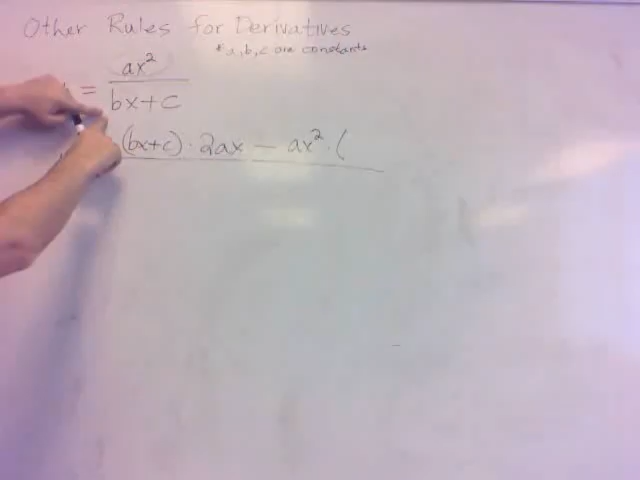 Other Rules for Derivatives
*a,b,c are constants
= ax²
bx+c
(bx+c) · 2ax — ax² · (